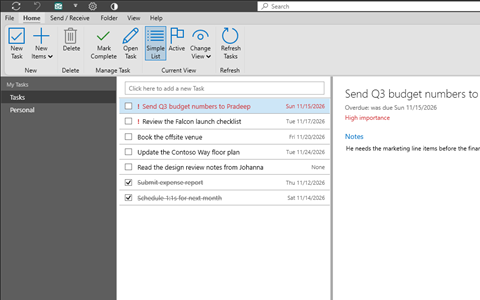 Search
File Home Send / Receive Folder View Help
New Task
New Items
Delete
Mark Complete
Open Task
Simple List
Active
Change View
Refresh Tasks
New Delete Manage Task Current View Refresh
My Tasks
Tasks
Personal
Click here to add a new Task
! Send Q3 budget numbers to Pradeep Sun 11/15/2026
! Review the Falcon launch checklist Tue 11/17/2026
Book the offsite venue Fri 11/20/2026
Update the Contoso Way floor plan Tue 11/24/2026
Read the design review notes from Johanna None
Submit expense report Thu 11/12/2026
Schedule 1:1s for next month Sat 11/14/2026
Send Q3 budget numbers to
Overdue: was due Sun 11/15/2026
High importance
Notes
He needs the marketing line items before the